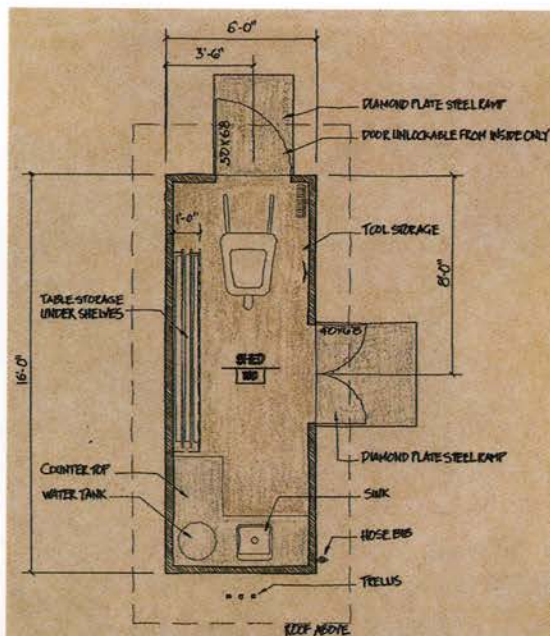 6'-0"
3'-6"
DIAMOND PLATE STEEL RAMP
DOOR UNLOCKABLE FROM INSIDE ONLY
30X68
1'-0"
TOOL STORAGE
8'-0"
TABLE STORAGE
UNDER SHELVES
40X68
16'-0"
SHED
100
DIAMOND PLATE STEEL RAMP
COUNTER TOP
WATER TANK
SINK
HOSE BIB
TRELLIS
ROOF ABOVE